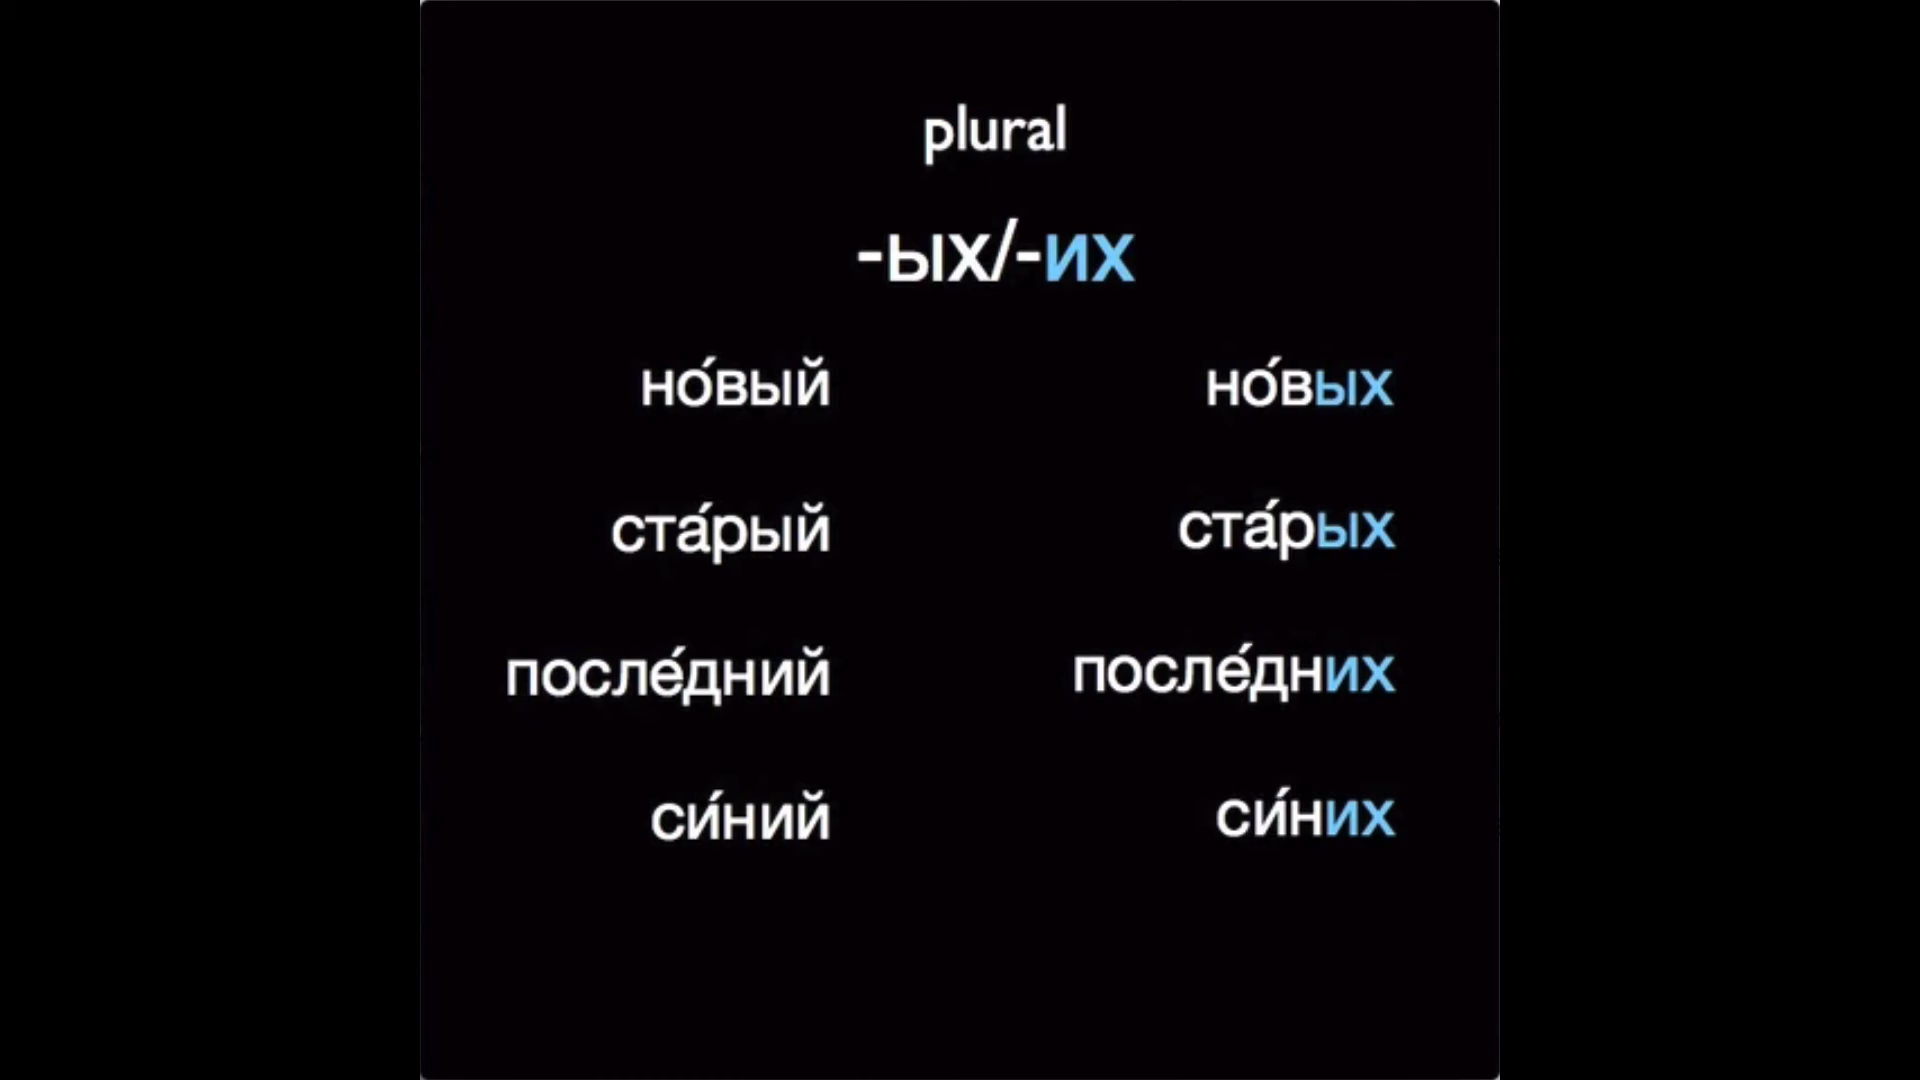 plural
-ых/-их
но́вый но́вых
ста́рый ста́рых
после́дний после́дних
си́ний си́них